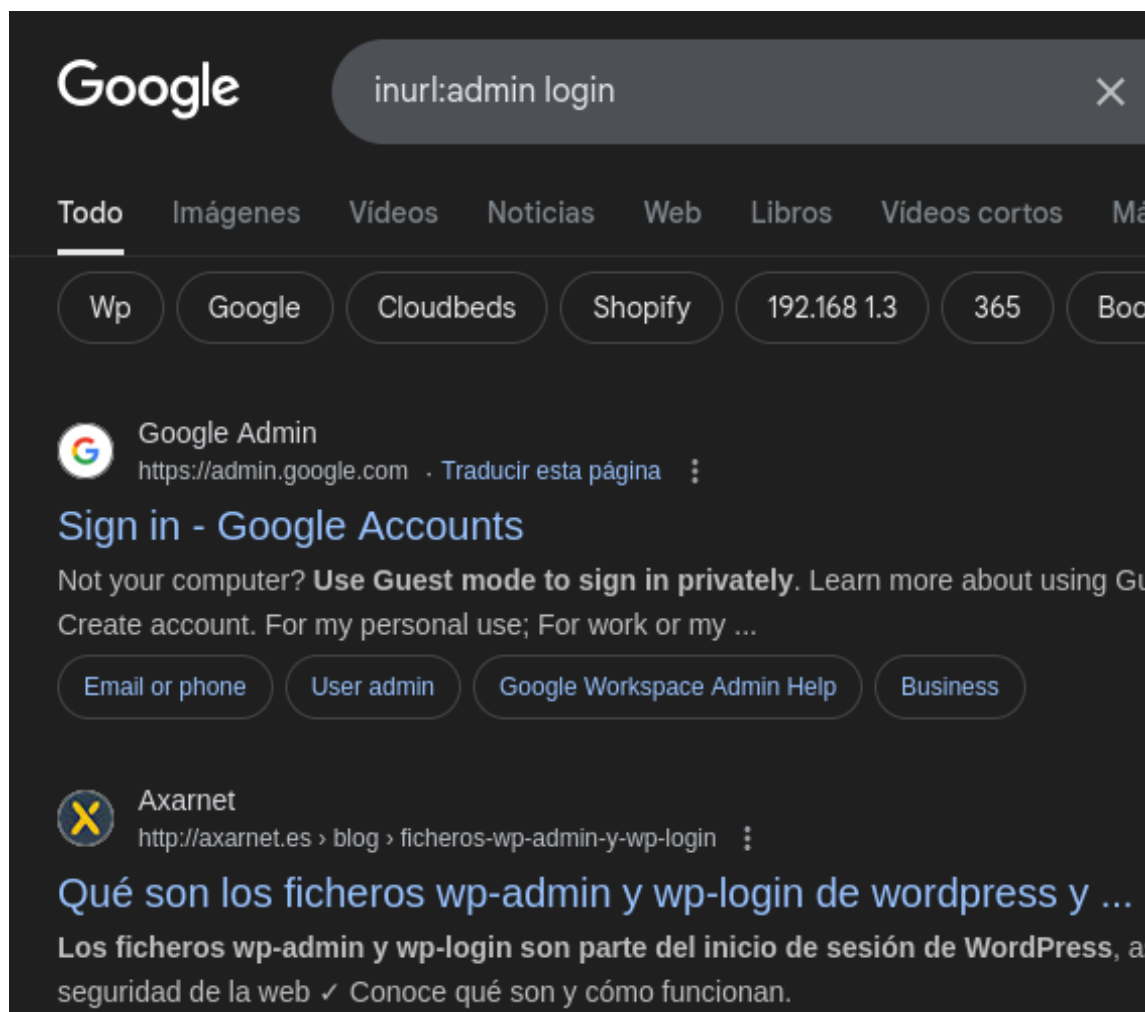 Google
inurl:admin login
Todo Imágenes Vídeos Noticias Web Libros Vídeos cortos Má
Wp Google Cloudbeds Shopify 192.168 1.3 365 Boo
Google Admin
https://admin.google.com · Traducir esta página
Sign in - Google Accounts
Not your computer? Use Guest mode to sign in privately. Learn more about using Gu
Create account. For my personal use; For work or my ...
Email or phone User admin Google Workspace Admin Help Business
Axarnet
http://axarnet.es › blog › ficheros-wp-admin-y-wp-login
Qué son los ficheros wp-admin y wp-login de wordpress y ...
Los ficheros wp-admin y wp-login son parte del inicio de sesión de WordPress, a
seguridad de la web ✓ Conoce qué son y cómo funcionan.